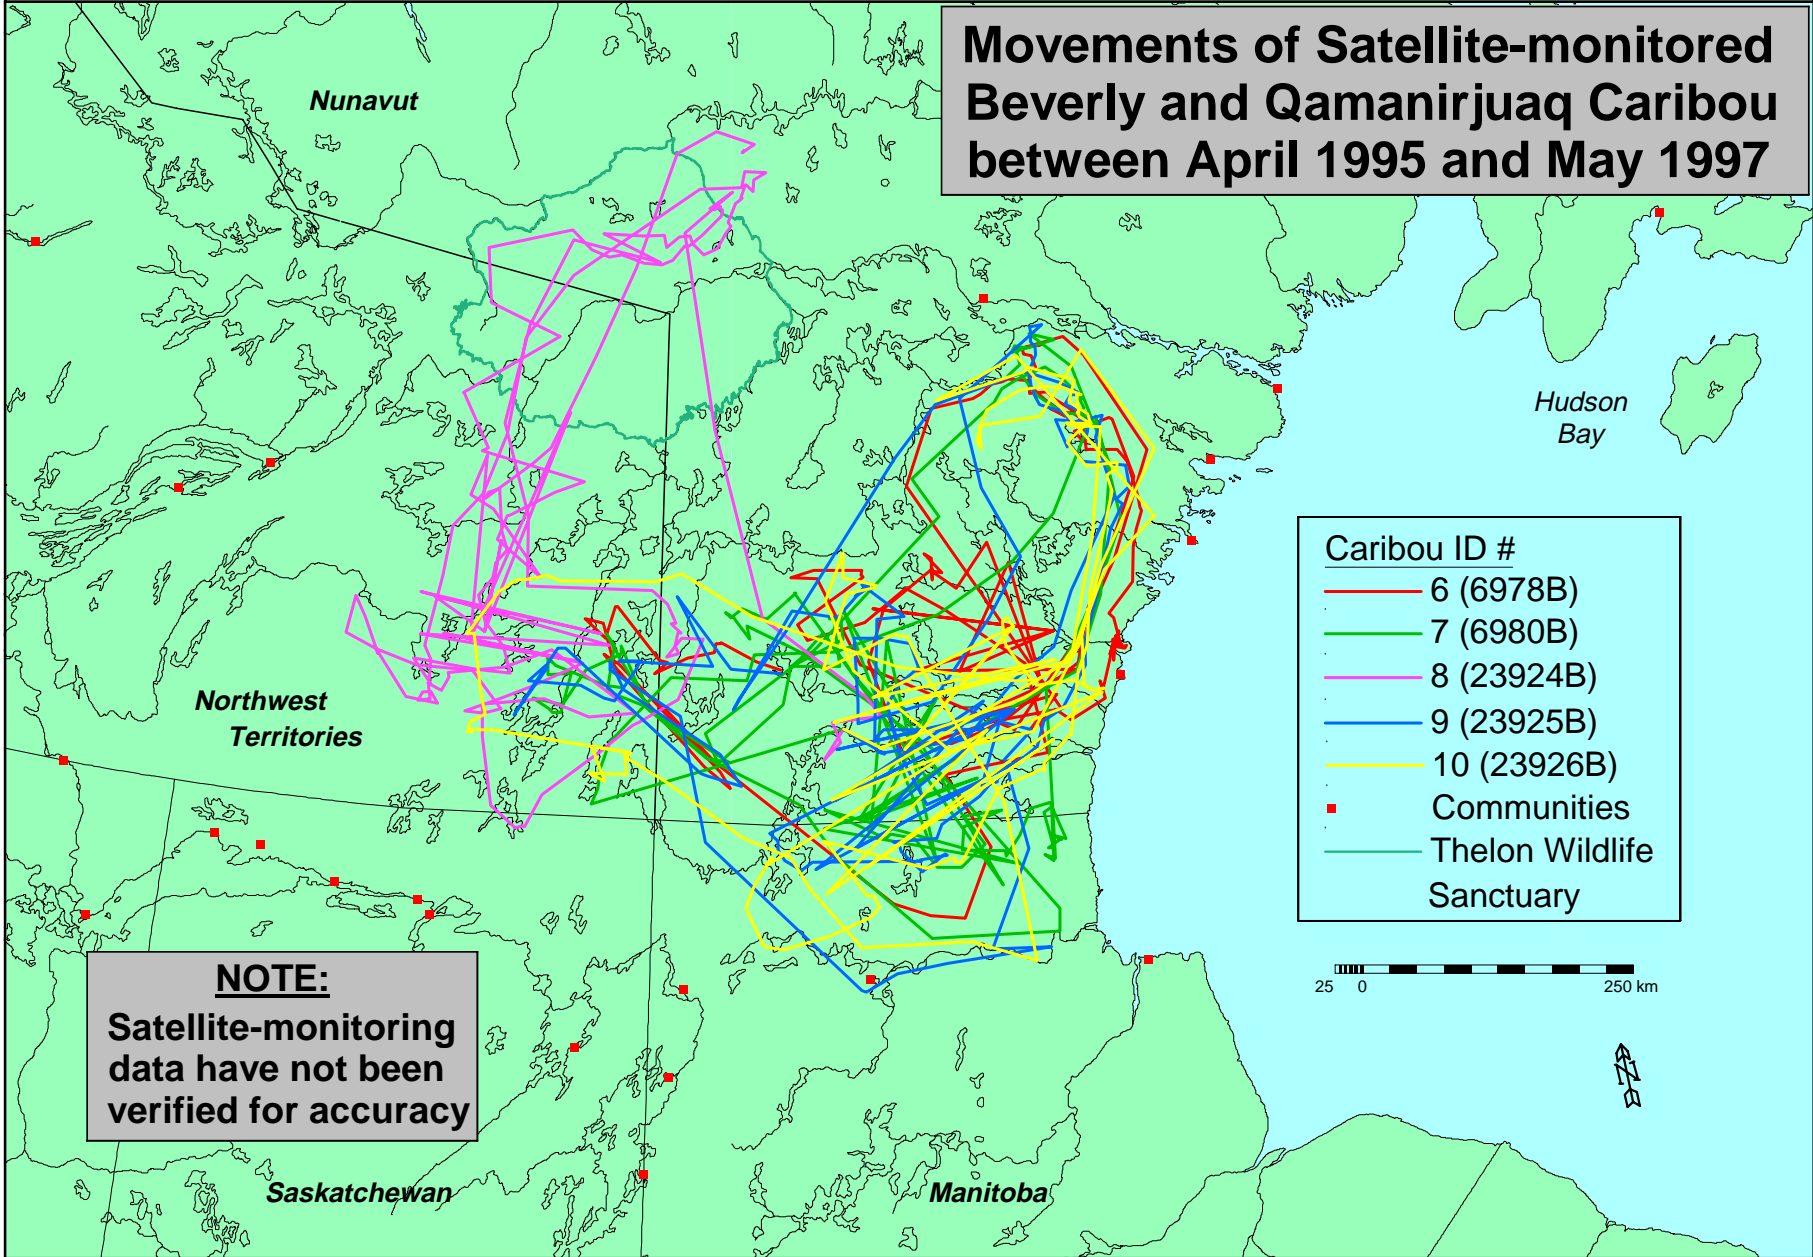 Movements of Satellite-monitored
Beverly and Qamanirjuaq Caribou
between April 1995 and May 1997
Nunavut
Hudson
Bay
Caribou ID #
6 (6978B)
7 (6980B)
8 (23924B)
9 (23925B)
10 (23926B)
Communities
Thelon Wildlife
Sanctuary
Northwest
Territories
25 0 250 km
N
NOTE:
Satellite-monitoring
data have not been
verified for accuracy
Saskatchewan
Manitoba